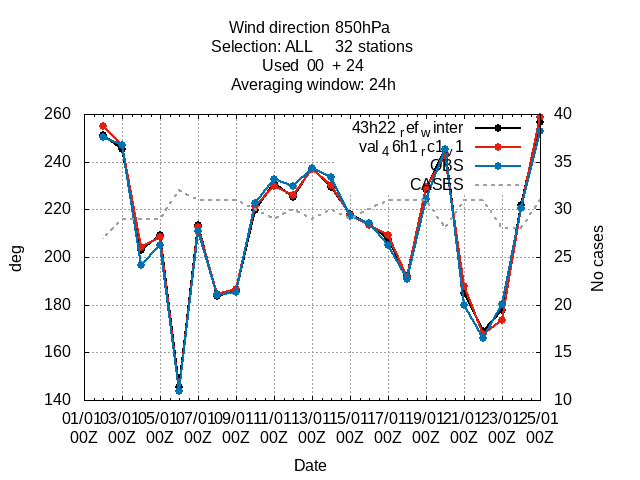 Wind direction 850hPa
Selection: ALL 32 stations
Used 00 + 24
Averaging window: 24h
260 40
43h22_ref_winter
val_46h1_rc1_v1
240 35
OBS
CASES
220 30
200 25
180 20
160 15
140 10
deg
No cases
01/01 03/01 05/01 07/01 09/01 11/01 13/01 15/01 17/01 19/01 21/01 23/01 25/01
00Z 00Z 00Z 00Z 00Z 00Z 00Z 00Z 00Z 00Z 00Z 00Z 00Z
Date